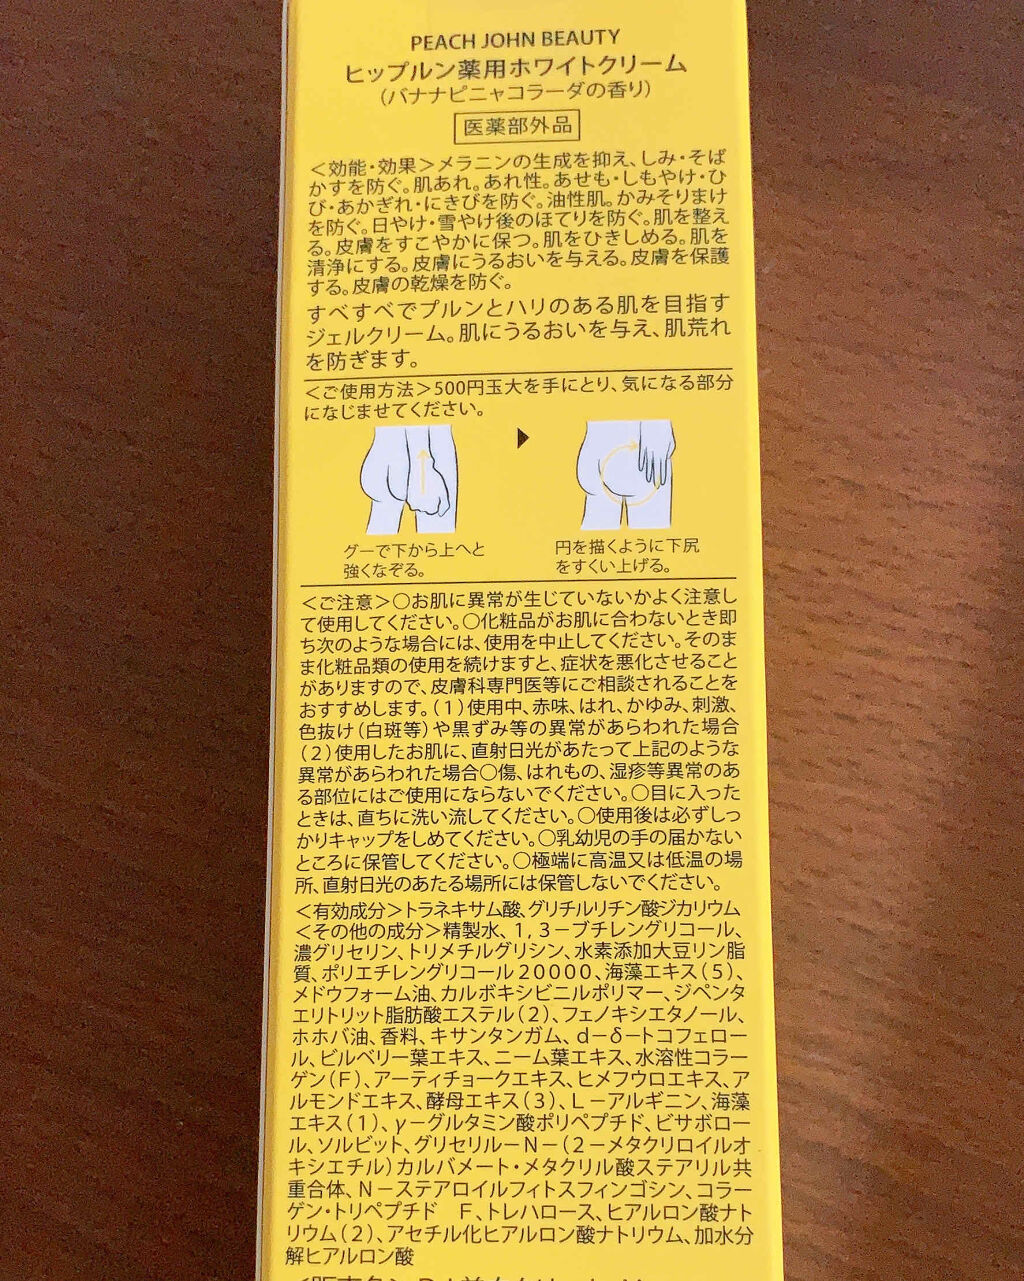 PEACH JOHN BEAUTY
ヒップルン薬用ホワイトクリーム
(バナナピニャコラーダの香り)
医薬部外品
<効能・効果>メラニンの生成を抑え、しみ・そば
かすを防ぐ。肌あれ。あれ性。あせも・しもやけ・ひ
び・あかぎれ・にきびを防ぐ。油性肌。かみそりまけ
を防ぐ。日やけ・雪やけ後のほてりを防ぐ。肌を整え
る。皮膚をすこやかに保つ。肌をひきしめる。肌を
清浄にする。皮膚にうるおいを与える。皮膚を保護
する。皮膚の乾燥を防ぐ。
すべすべでプルンとハリのある肌を目指す
ジェルクリーム。肌にうるおいを与え、肌荒れ
を防ぎます。
<ご使用方法>500円玉大を手にとり、気になる部分
になじませてください。
グーで下から上へと
強くなぞる。
円を描くように下尻
をすくい上げる。
<ご注意>○お肌に異常が生じていないかよく注意し
て使用してください。○化粧品がお肌に合わないとき即
ち次のような場合には、使用を中止してください。そのま
ま化粧品類の使用を続けますと、症状を悪化させること
がありますので、皮膚科専門医等にご相談されることを
おすすめします。(1)使用中、赤味、はれ、かゆみ、刺激、
色抜け(白斑等)や黒ずみ等の異常があらわれた場合
(2)使用したお肌に、直射日光があたって上記のような
異常があらわれた場合○傷、はれもの、湿疹等異常のあ
る部位にはご使用にならないでください。○目に入った
ときは、直ちに洗い流してください。○使用後は必ずしっ
かりキャップをしめてください。○乳幼児の手の届かない
ところに保管してください。○極端に高温又は低温の場
所、直射日光のあたる場所には保管しないでください。
<有効成分>トラネキサム酸、グリチルリチン酸ジカリウム
<その他の成分>精製水、1,3-ブチレングリコール、
濃グリセリン、トリメチルグリシン、水素添加大豆リン脂
質、ポリエチレングリコール20000、海藻エキス(5)、
メドウフォーム油、カルボキシビニルポリマー、ジペンタ
エリトリット脂肪酸エステル(2)、フェノキシエタノール、
ホホバ油、香料、キサンタンガム、d-δ-トコフェロー
ル、ビルベリー葉エキス、ニーム葉エキス、水溶性コラー
ゲン(F)、アーティチョークエキス、ヒメフウロエキス、ア
ルモンドエキス、酵母エキス(3)、L-アルギニン、海藻
エキス(1)、γ-グルタミン酸ポリペプチド、ビサボロー
ル、ソルビット、グリセリル-N-(2-メタクリロイルオ
キシエチル)カルバメート・メタクリル酸ステアリル共
重合体、N-ステアロイルフィトスフィンゴシン、コラー
ゲン・トリペプチド F、トレハロース、ヒアルロン酸ナト
リウム(2)、アセチル化ヒアルロン酸ナトリウム、加水分
解ヒアルロン酸